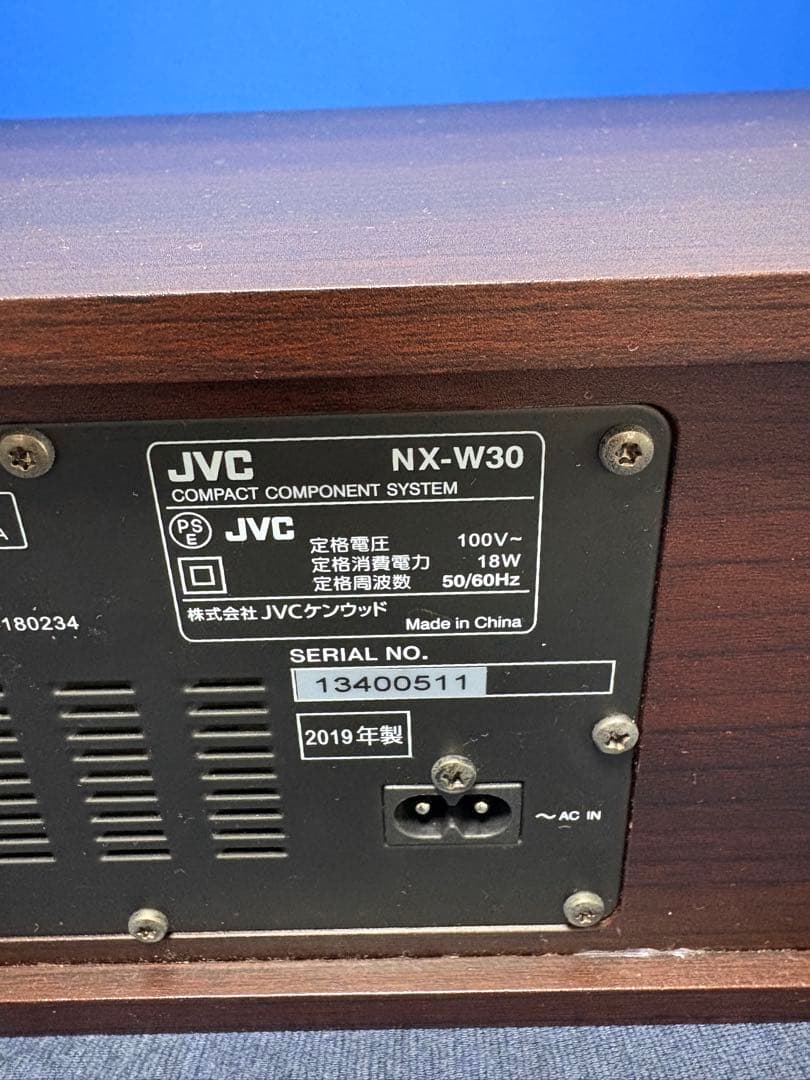 JVC NX-W30
COMPACT COMPONENT SYSTEM
PS
E
JVC
定格電圧 100V~
定格消費電力 18W
定格周波数 50/60Hz
株式会社 JVCケンウッド
Made in China
A
180234
SERIAL NO.
13400511
2019年製
～AC IN